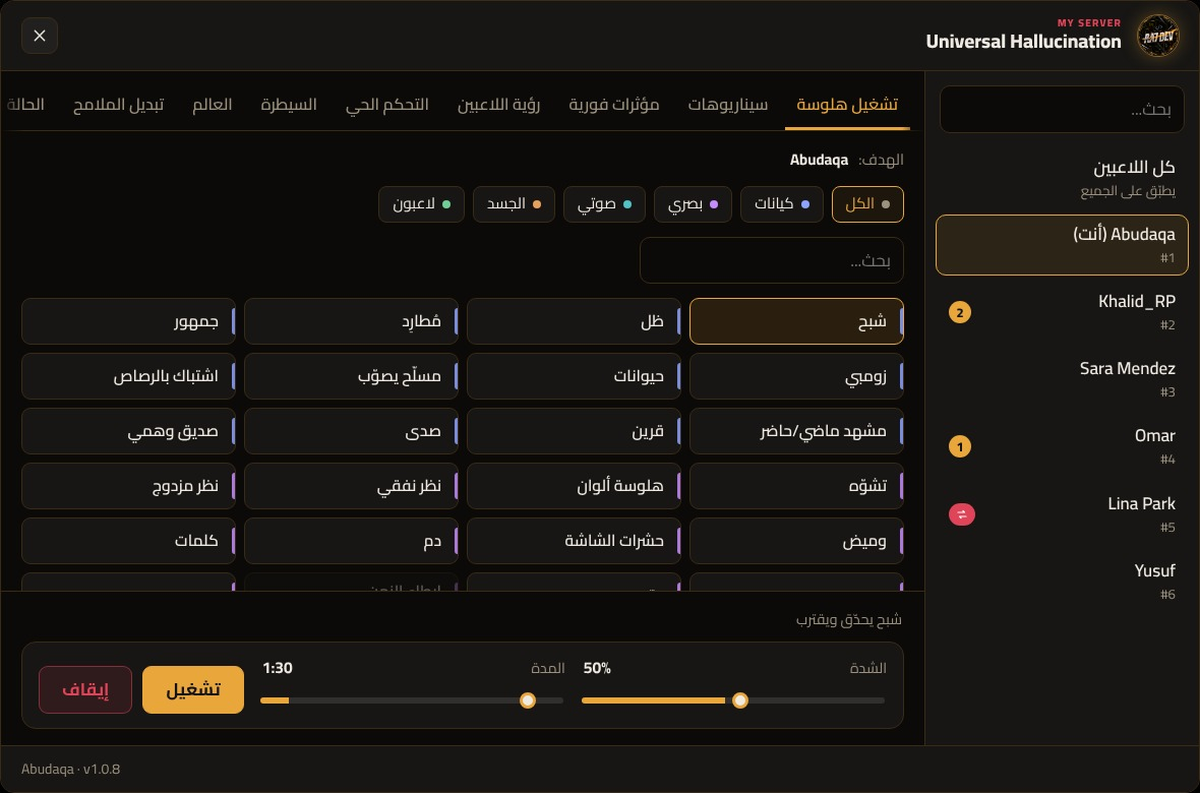 MY SERVER
Universal Hallucination
RAT-DEV
بحث...
كل اللاعبين
يطبّق على الجميع
Abudaqa (أنت)
#1
Khalid_RP
#2
2
Sara Mendez
#3
Omar
#4
1
Lina Park
#5
Yusuf
#6
تشغيل هلوسة سيناريوهات مؤثرات فورية رؤية اللاعبين التحكم الحي السيطرة العالم تبديل الملامح الحالة
الهدف: Abudaqa
الكل كيانات بصري صوتي الجسد لاعبون
بحث...
شبح ظل مُطارِد جمهور
زومبي حيوانات مسلّح يصوّب اشتباك بالرصاص
مشهد ماضي/حاضر قرين صدى صديق وهمي
تشوّه هلوسة ألوان نظر نفقي نظر مزدوج
وميض حشرات الشاشة دم كلمات
شبح يحدّق ويقترب
الشدة 50% المدة 1:30
تشغيل إيقاف
Abudaqa · v1.0.8